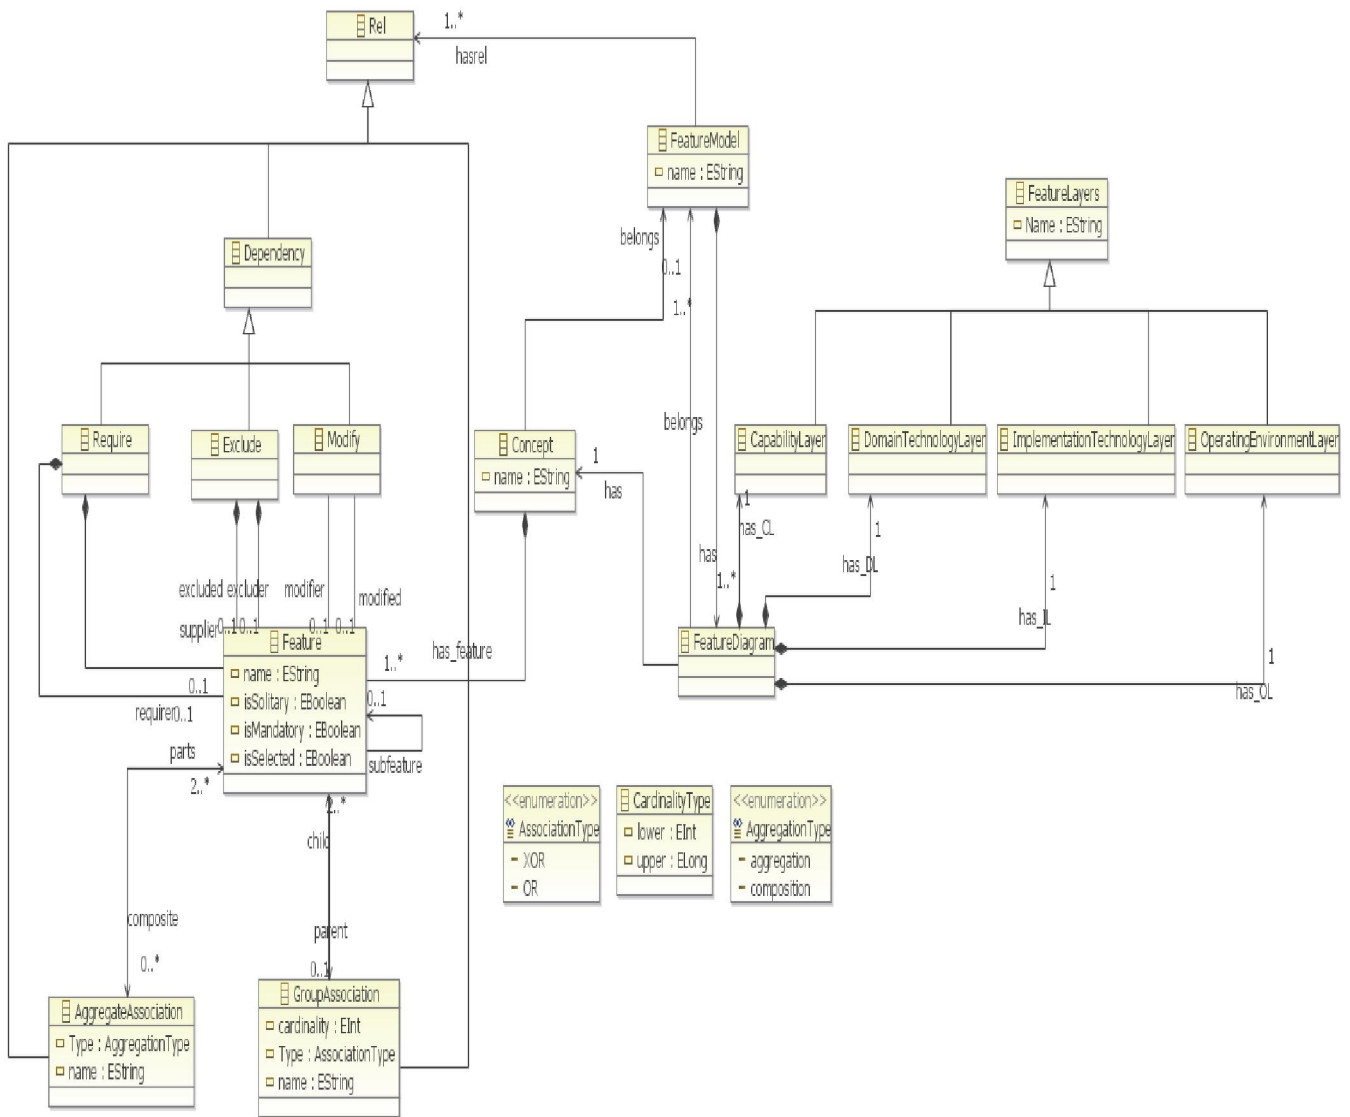 Rel
1..*
hasrel
FeatureModel
name : EString
FeatureLayers
Name : EString
belongs
0..1
1..*
Dependency
belongs
Require
Exclude
Modify
Concept
name : EString
1
has
CapabilityLayer
DomainTechnologyLayer
ImplementationTechnologyLayer
OperatingEnvironmentLayer
1
has_CL
1
has_DL
1
has_IL
1
has_OL
has
1..*
FeatureDiagram
excluded
excluder
modifier
modified
supplier
0..1
0..1
0..1
0..1
Feature
name : EString
isSolitary : EBoolean
isMandatory : EBoolean
isSelected : EBoolean
has_feature
1..*
0..1
subfeature
0..1
requirer
0..1
parts
2..*
2..*
child
composite
0..*
parent
0..1
<<enumeration>>
AssociationType
XOR
OR
CardinalityType
lower : EInt
upper : ELong
<<enumeration>>
AggregationType
aggregation
composition
AggregateAssociation
Type : AggregationType
name : EString
GroupAssociation
cardinality : EInt
Type : AssociationType
name : EString